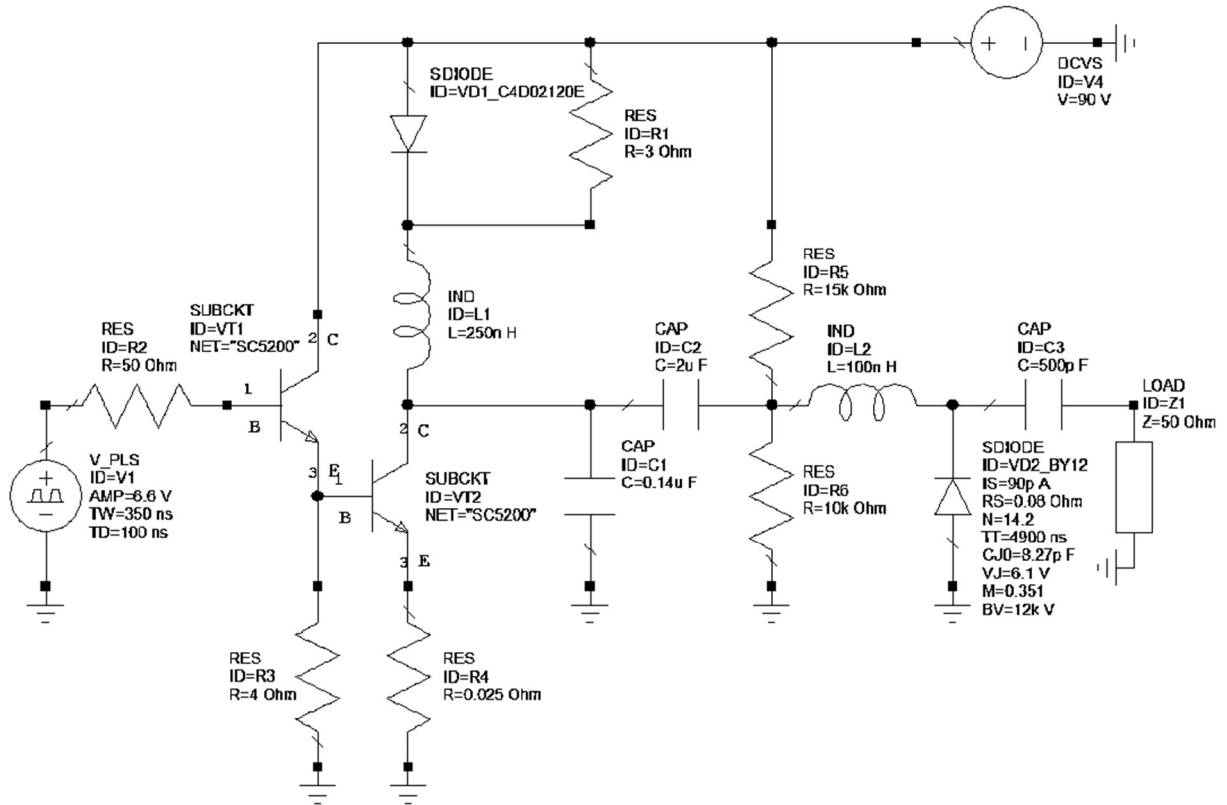 DCVS
ID=V4
V=90 V
SDIODE
ID=VD1_C4D02120E
RES
ID=R1
R=3 Ohm
RES
ID=R5
R=15k Ohm
IND
ID=L1
L=250n H
SUBCKT
ID=VT1
NET="SC5200"
2 C
RES
ID=R2
R=50 Ohm
1
B
3 E
CAP
ID=C2
C=2u F
IND
ID=L2
L=100n H
CAP
ID=C3
C=500p F
LOAD
ID=Z1
Z=50 Ohm
V_PLS
ID=V1
AMP=6.6 V
TW=350 ns
TD=100 ns
2 C
1
B
3 E
SUBCKT
ID=VT2
NET="SC5200"
CAP
ID=C1
C=0.14u F
RES
ID=R6
R=10k Ohm
SDIODE
ID=VD2_BY12
IS=90p A
RS=0.08 Ohm
N=14.2
TT=4900 ns
CJ0=8.27p F
VJ=6.1 V
M=0.351
BV=12k V
RES
ID=R3
R=4 Ohm
RES
ID=R4
R=0.025 Ohm